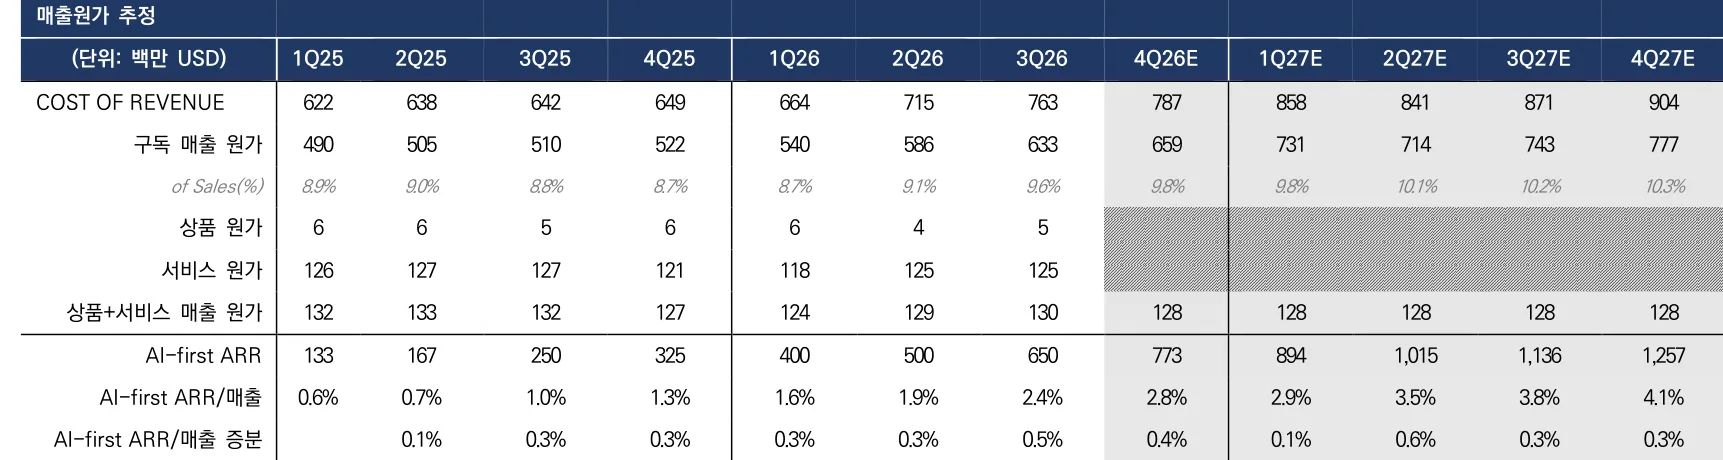 매출원가 추정
(단위: 백만 USD) 1Q25 2Q25 3Q25 4Q25 1Q26 2Q26 3Q26 4Q26E 1Q27E 2Q27E 3Q27E 4Q27E
COST OF REVENUE 622 638 642 649 664 715 763 787 858 841 871 904
구독 매출 원가 490 505 510 522 540 586 633 659 731 714 743 777
of Sales(%) 8.9% 9.0% 8.8% 8.7% 8.7% 9.1% 9.6% 9.8% 9.8% 10.1% 10.2% 10.3%
상품 원가 6 6 5 6 6 4 5
서비스 원가 126 127 127 121 118 125 125
상품+서비스 매출 원가 132 133 132 127 124 129 130 128 128 128 128 128
AI-first ARR 133 167 250 325 400 500 650 773 894 1,015 1,136 1,257
AI-first ARR/매출 0.6% 0.7% 1.0% 1.3% 1.6% 1.9% 2.4% 2.8% 2.9% 3.5% 3.8% 4.1%
AI-first ARR/매출 증분 0.1% 0.3% 0.3% 0.3% 0.3% 0.5% 0.4% 0.1% 0.6% 0.3% 0.3%